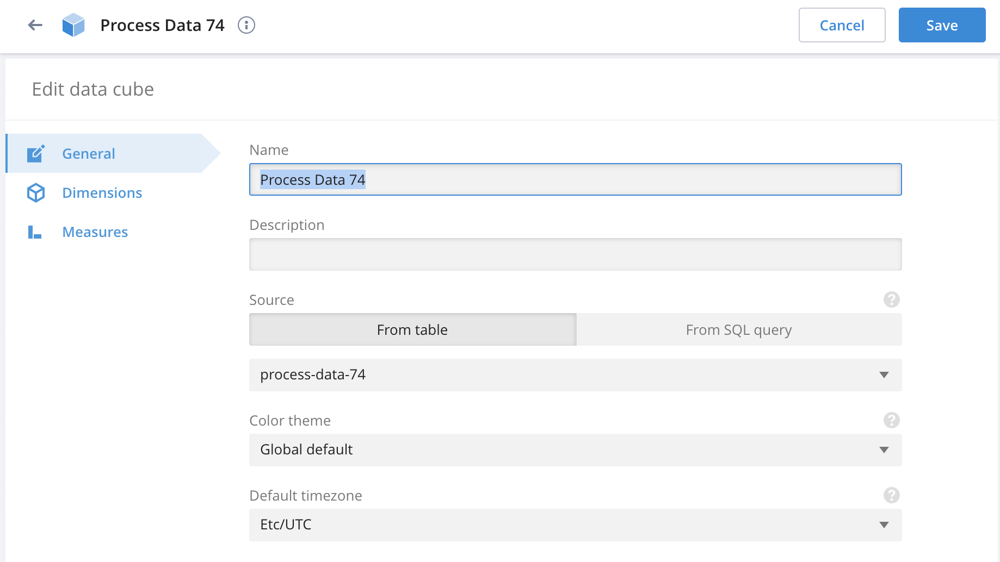 Process Data 74
Cancel
Save
Edit data cube
General
Dimensions
Measures
Name
Process Data 74
Description
Source
From table
From SQL query
process-data-74
Color theme
Global default
Default timezone
Etc/UTC